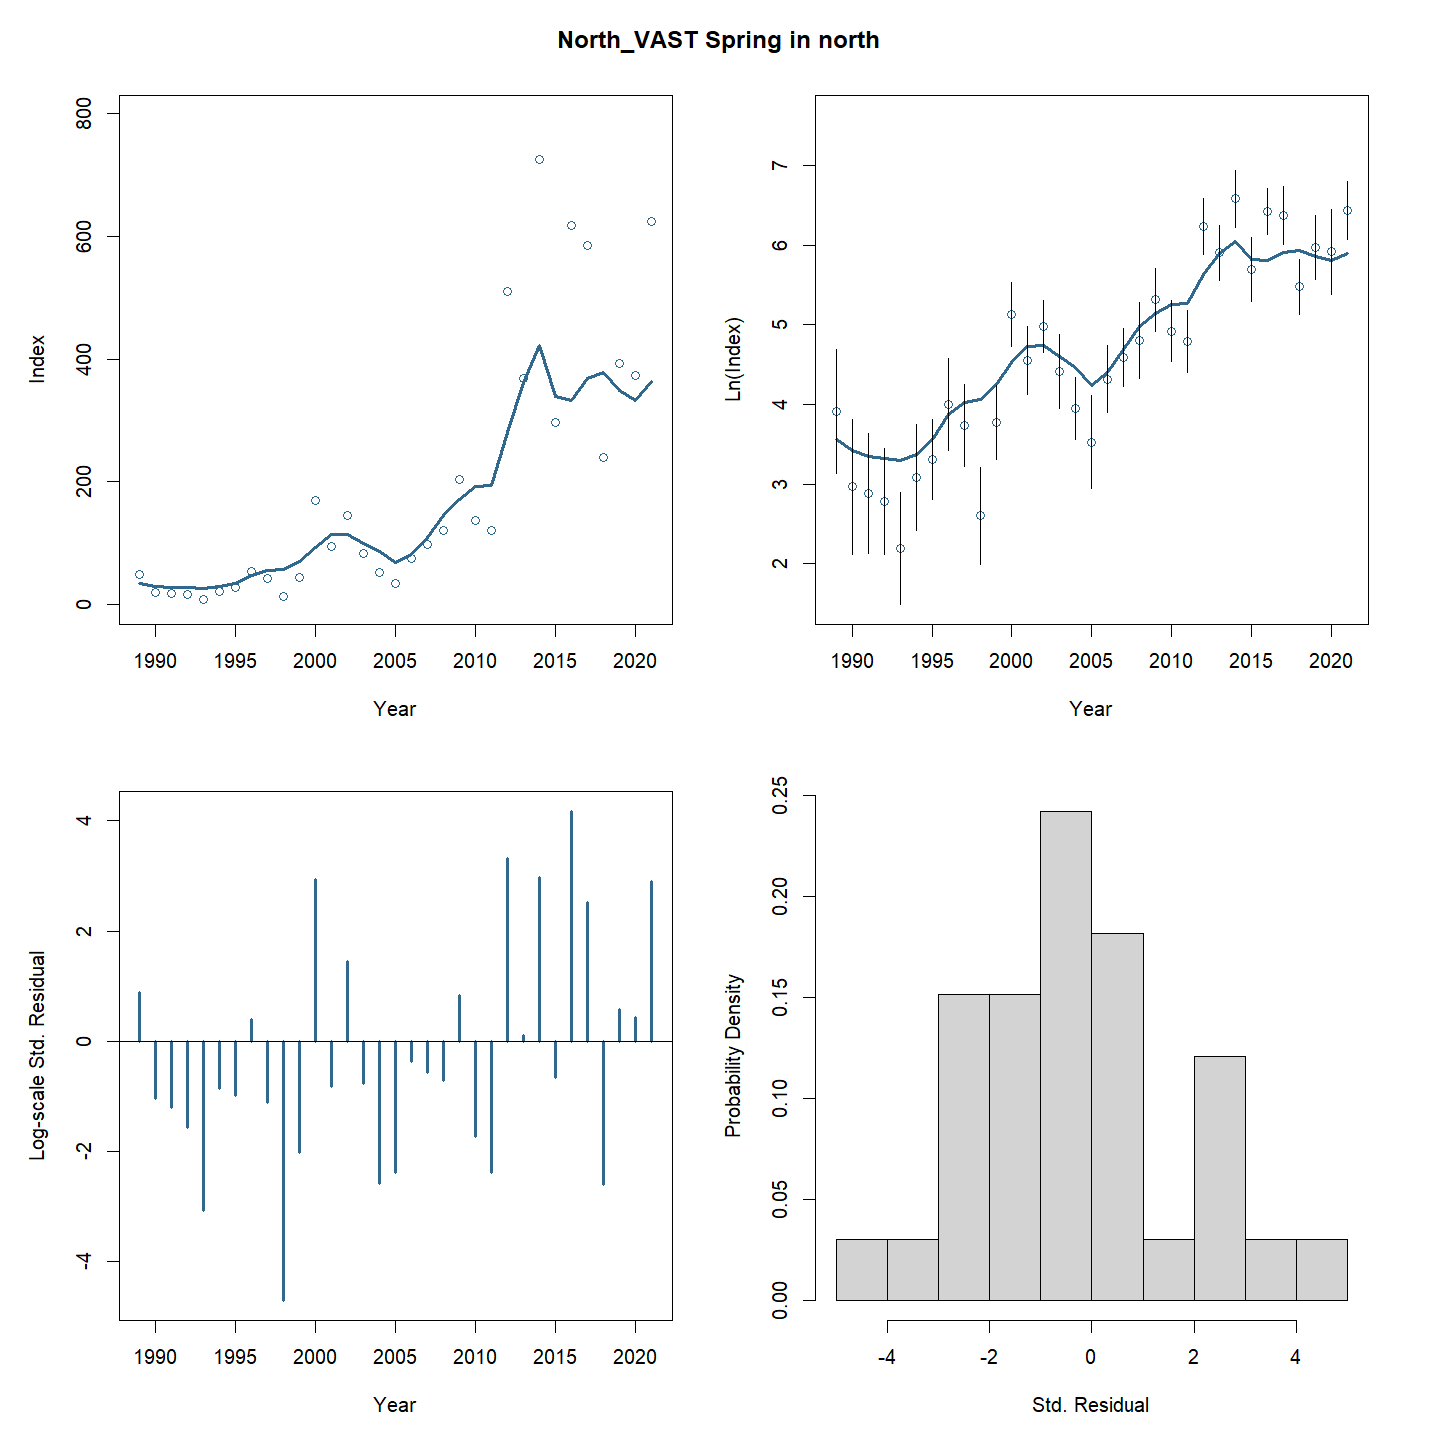 North_VAST Spring in north
Index
0
200
400
600
800
1990 1995 2000 2005 2010 2015 2020
Year
Ln(Index)
2
3
4
5
6
7
1990 1995 2000 2005 2010 2015 2020
Year
Log-scale Std. Residual
-4
-2
0
2
4
1990 1995 2000 2005 2010 2015 2020
Year
Probability Density
0.00
0.05
0.10
0.15
0.20
0.25
-4 -2 0 2 4
Std. Residual